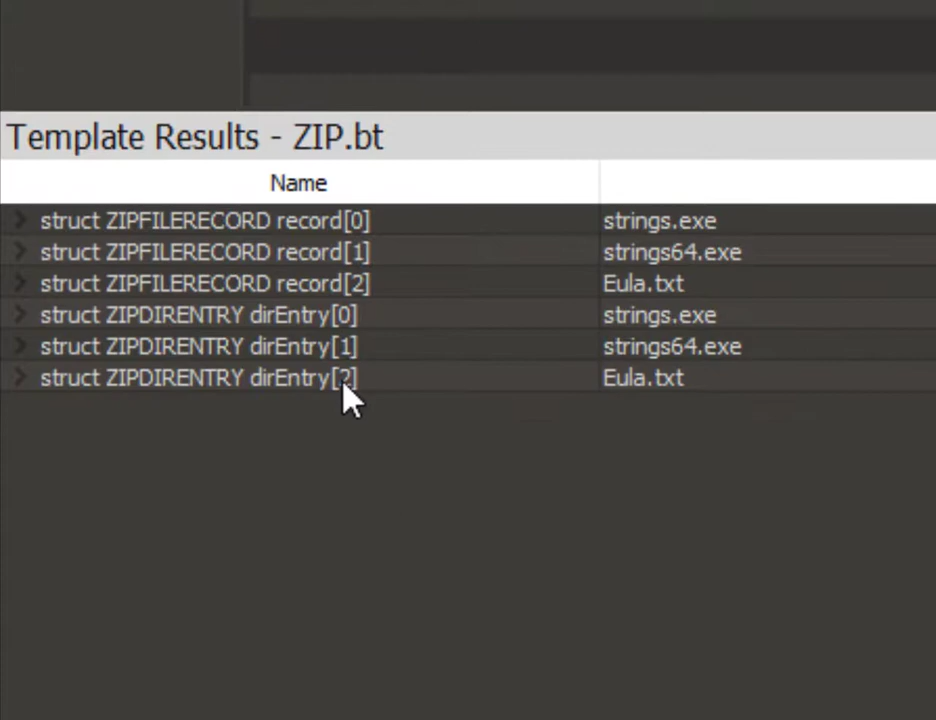 Template Results - ZIP.bt
Name
struct ZIPFILERECORD record[0] strings.exe
struct ZIPFILERECORD record[1] strings64.exe
struct ZIPFILERECORD record[2] Eula.txt
struct ZIPDIRENTRY dirEntry[0] strings.exe
struct ZIPDIRENTRY dirEntry[1] strings64.exe
struct ZIPDIRENTRY dirEntry[2] Eula.txt